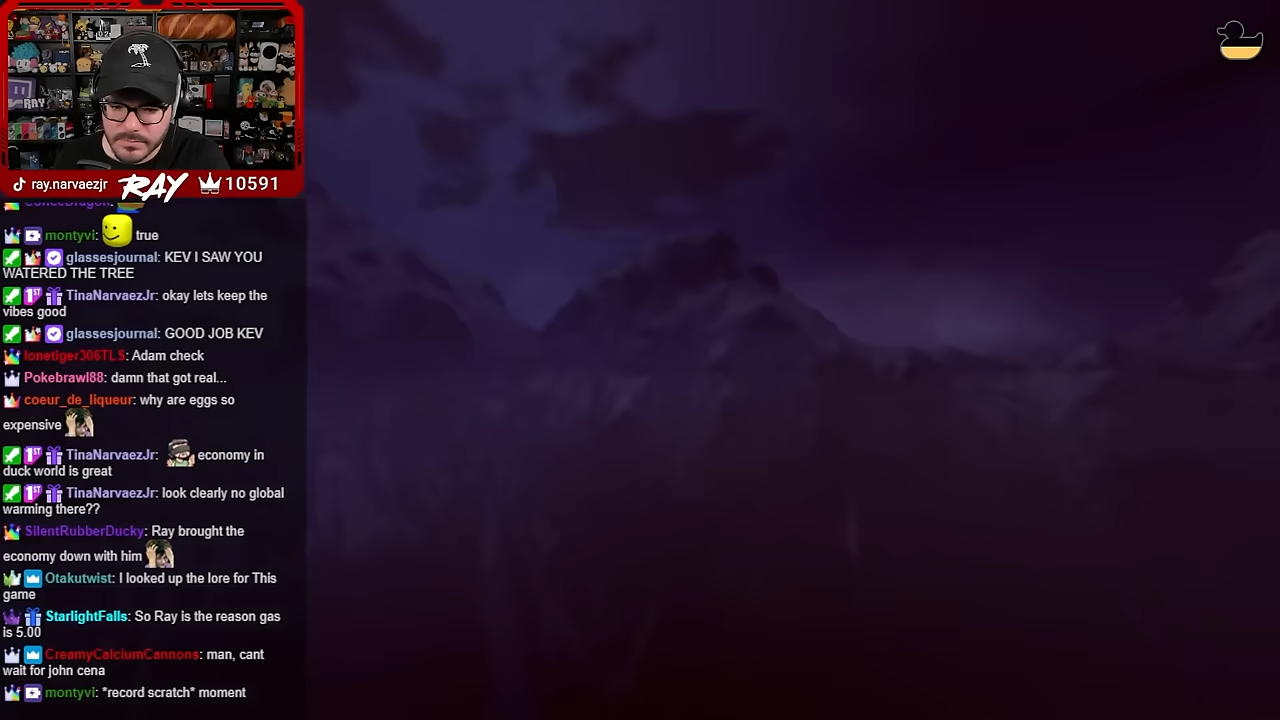 ray.narvaezjr RAY 10591
montyvi: true
glassesjournal: KEV I SAW YOU
WATERED THE TREE
TinaNarvaezJr: okay lets keep the
vibes good
glassesjournal: GOOD JOB KEV
lonetiger306TLS: Adam check
Pokebrawl88: damn that got real...
coeur_de_liqueur: why are eggs so
expensive
TinaNarvaezJr: economy in
duck world is great
TinaNarvaezJr: look clearly no global
warming there??
SilentRubberDucky: Ray brought the
economy down with him
Otakutwist: I looked up the lore for This
game
StarlightFalls: So Ray is the reason gas
is 5.00
CreamyCalciumCannons: man, cant
wait for john cena
montyvi: *record scratch* moment